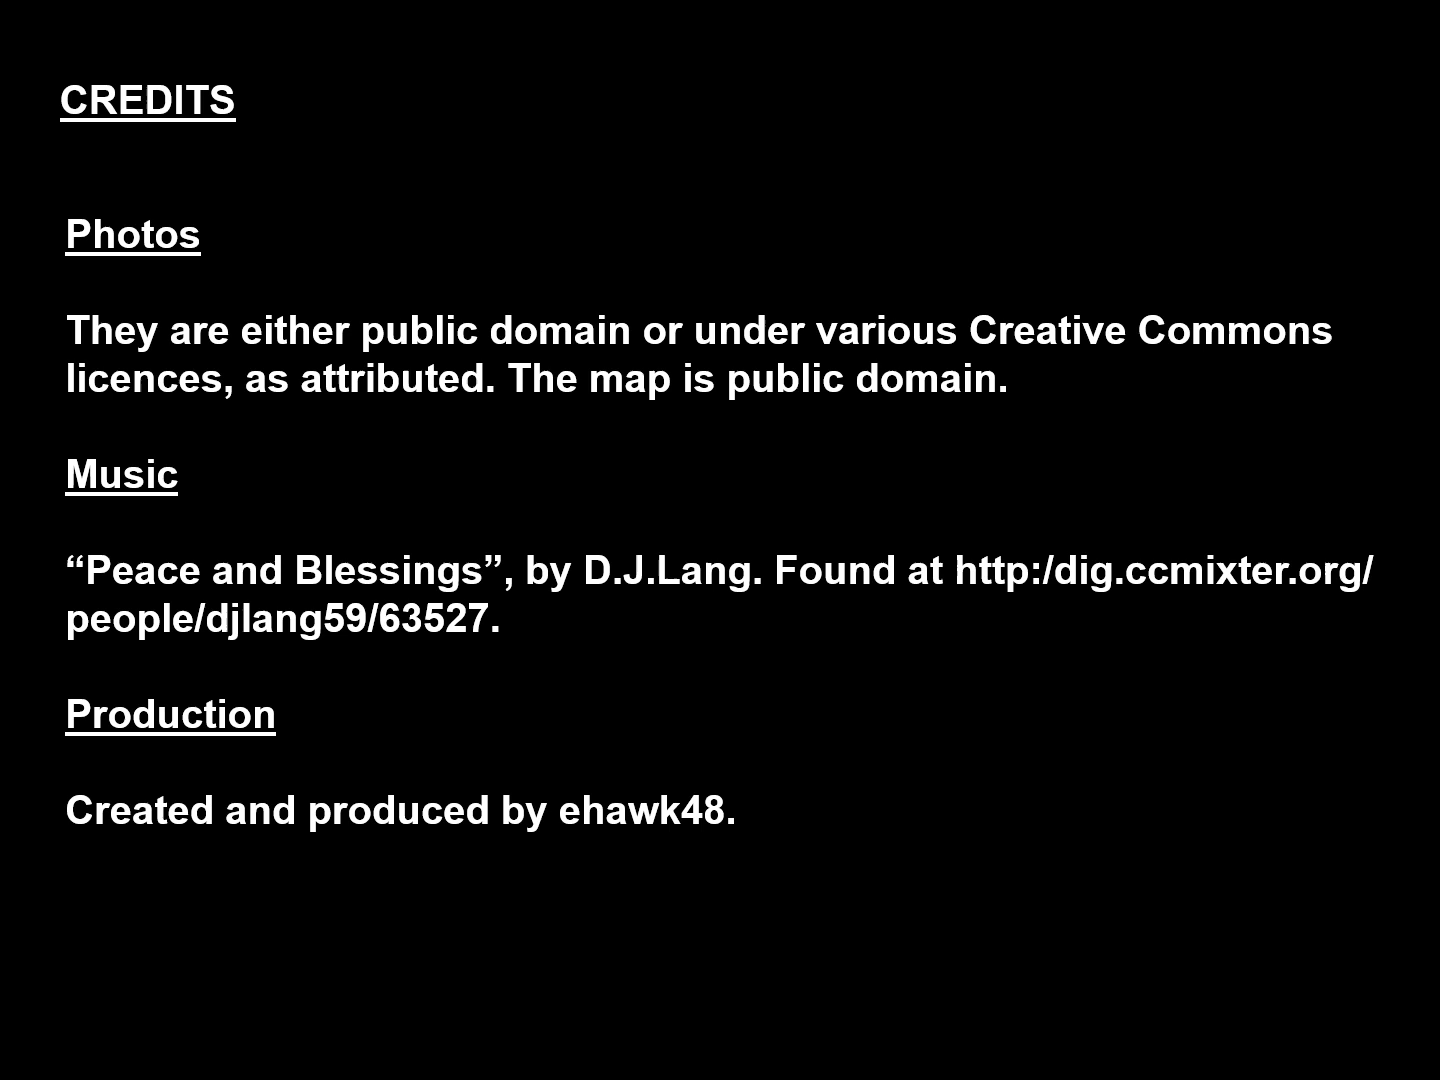 CREDITS
Photos
They are either public domain or under various Creative Commons
licences, as attributed. The map is public domain.
Music
“Peace and Blessings”, by D.J.Lang. Found at http:/dig.ccmixter.org/
people/djlang59/63527.
Production
Created and produced by ehawk48.